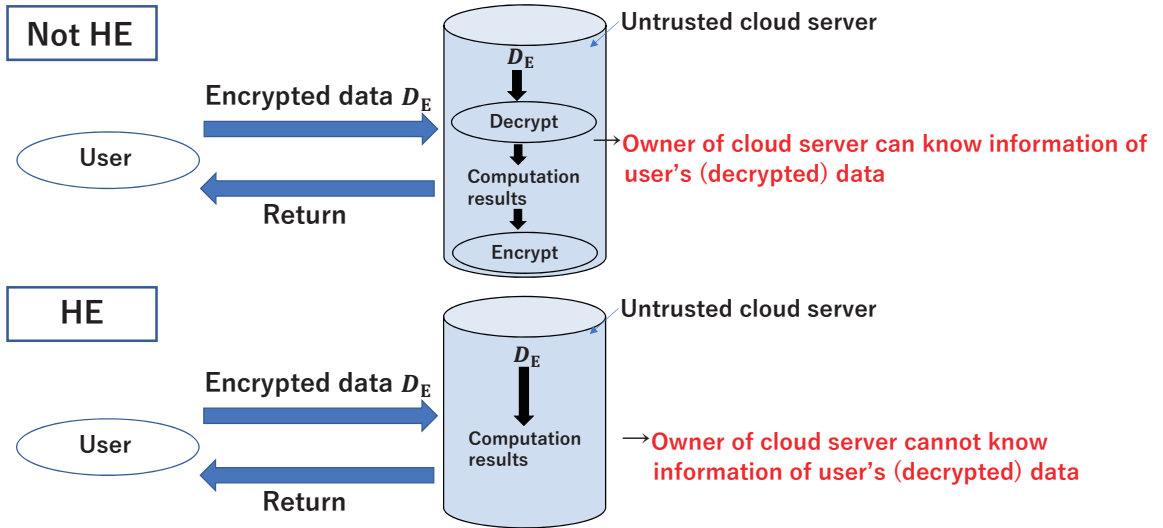 Not HE
Untrusted cloud server
D_E
Encrypted data D_E
Decrypt
User
→Owner of cloud server can know information of
user's (decrypted) data
Computation
results
Return
Encrypt
HE
Untrusted cloud server
D_E
Encrypted data D_E
User
Computation
results
→Owner of cloud server cannot know
information of user's (decrypted) data
Return